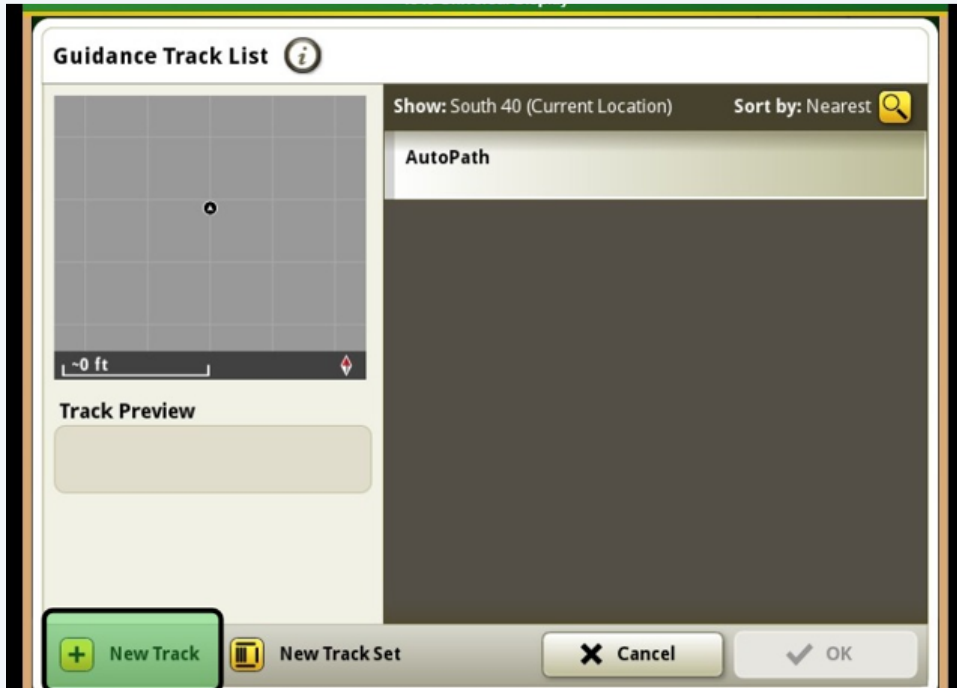 Guidance Track List
Show: South 40 (Current Location) Sort by: Nearest
AutoPath
~0 ft
Track Preview
New Track New Track Set Cancel OK